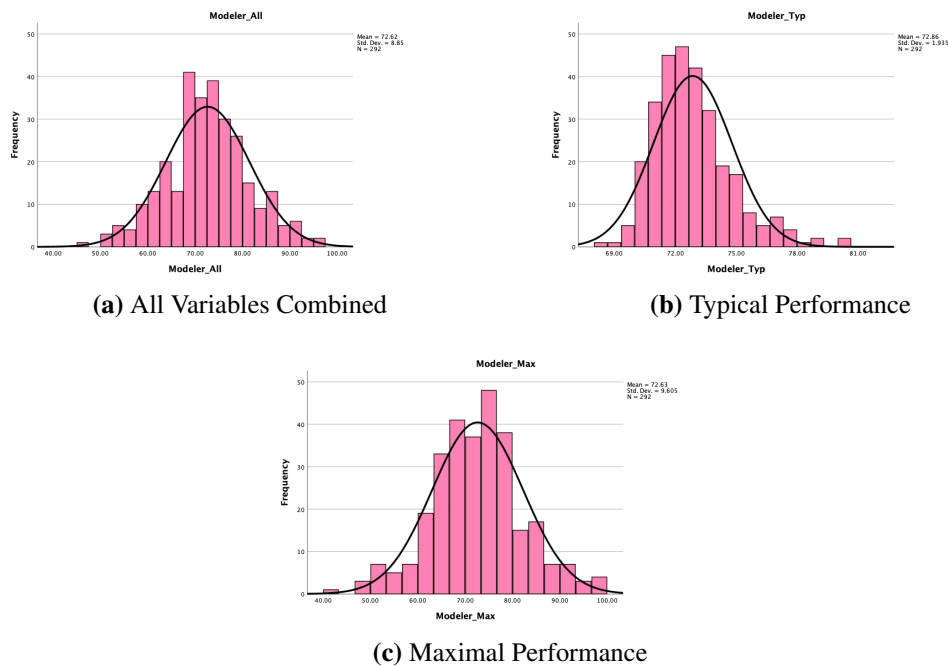 Modeler_All
Mean = 72.62
Std. Dev. = 8.85
N = 292
50
40
30
20
10
0
Frequency
40.00 50.00 60.00 70.00 80.00 90.00 100.00
Modeler_All
(a) All Variables Combined
Modeler_Typ
Mean = 72.86
Std. Dev. = 1.935
N = 292
50
40
30
20
10
0
Frequency
69.00 72.00 75.00 78.00 81.00
Modeler_Typ
(b) Typical Performance
Modeler_Max
Mean = 72.63
Std. Dev. = 9.605
N = 292
50
40
30
20
10
0
Frequency
40.00 50.00 60.00 70.00 80.00 90.00 100.00
Modeler_Max
(c) Maximal Performance